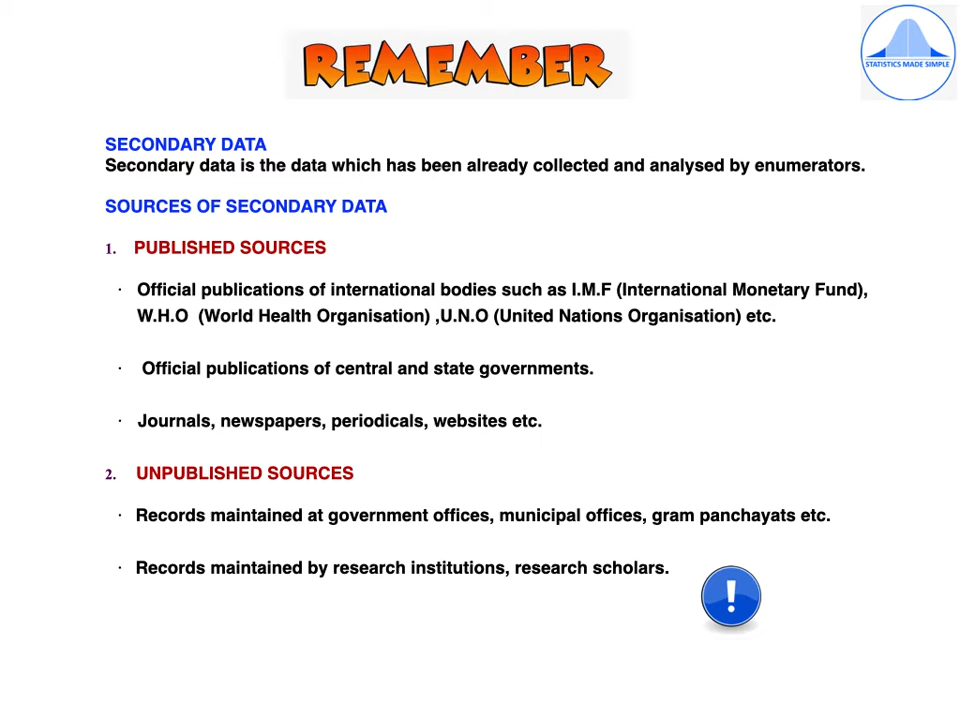 REMEMBER
STATISTICS MADE SIMPLE
SECONDARY DATA
Secondary data is the data which has been already collected and analysed by enumerators.
SOURCES OF SECONDARY DATA
1. PUBLISHED SOURCES
· Official publications of international bodies such as I.M.F (International Monetary Fund),
W.H.O (World Health Organisation) ,U.N.O (United Nations Organisation) etc.
· Official publications of central and state governments.
· Journals, newspapers, periodicals, websites etc.
2. UNPUBLISHED SOURCES
· Records maintained at government offices, municipal offices, gram panchayats etc.
· Records maintained by research institutions, research scholars.
!